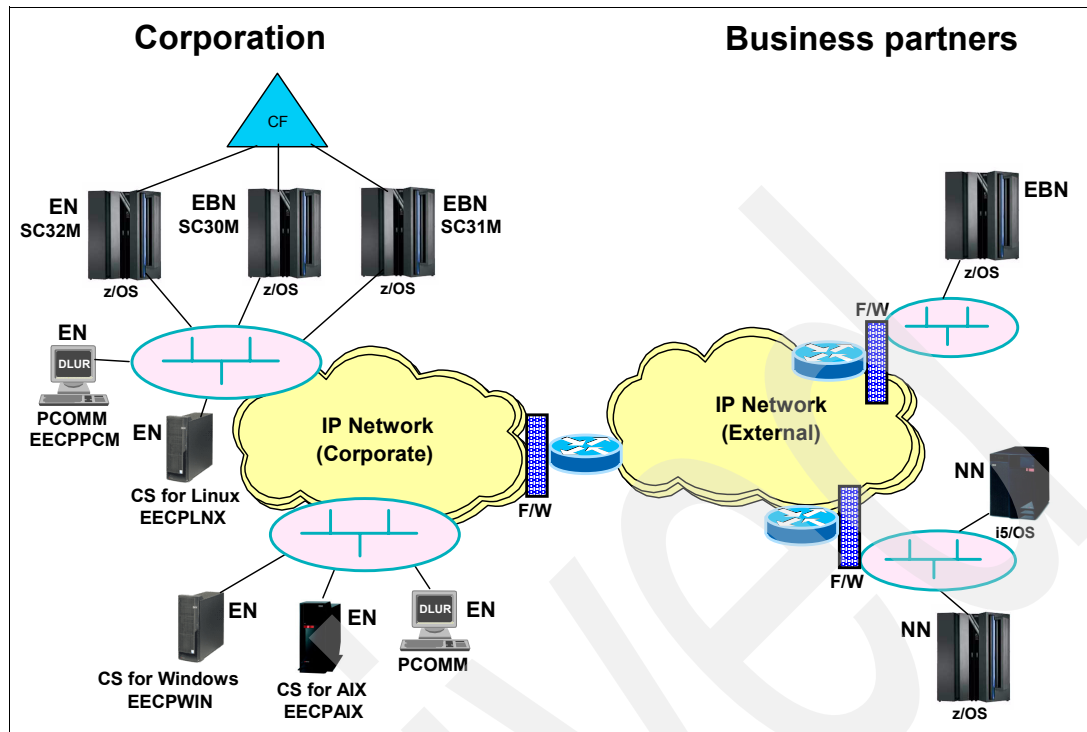 Corporation
Business partners
CF
EN
SC32M
EBN
SC30M
EBN
SC31M
EBN
z/OS
z/OS
z/OS
z/OS
EN
DLUR
PCOMM
EECPPCM
EN
CS for Linux
EECPLNX
IP Network
(Corporate)
F/W
IP Network
(External)
F/W
F/W
NN
i5/OS
EN
CS for Windows
EECPWIN
EN
CS for AIX
EECPAIX
DLUR
EN
PCOMM
NN
z/OS